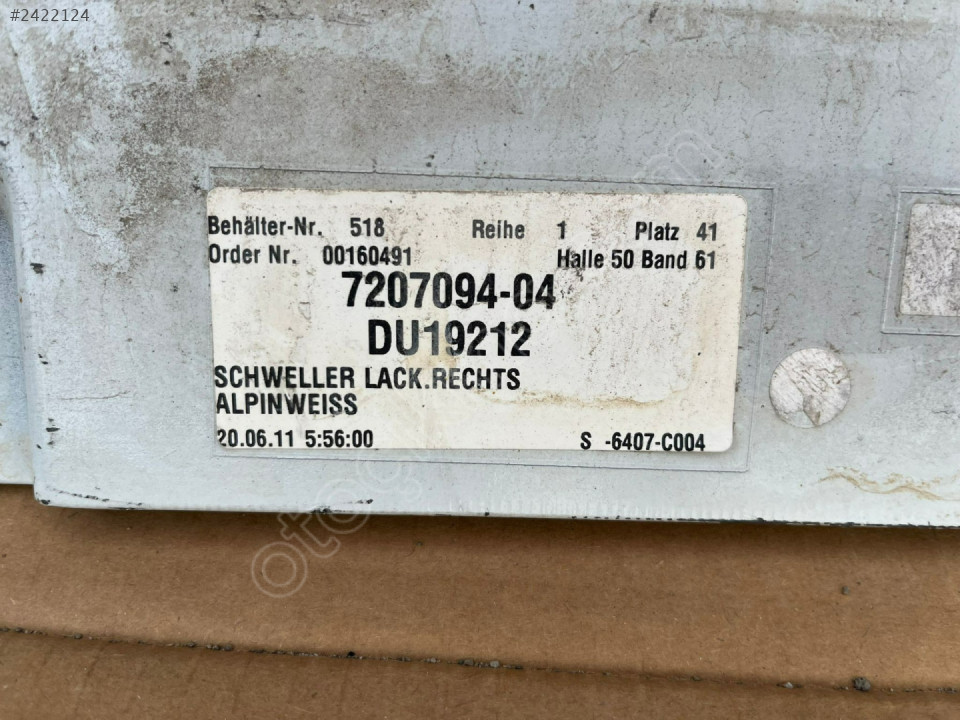 #2422124
Behälter-Nr. 518 Reihe 1 Platz 41
Order Nr. 00160491 Halle 50 Band 61
7207094-04
DU19212
SCHWELLER LACK.RECHTS
ALPINWEISS
20.06.11 5:56:00 S -6407-C004